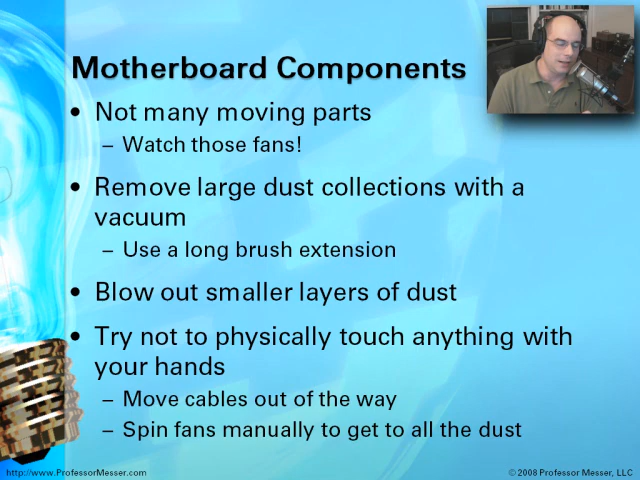 Motherboard Components
• Not many moving parts
– Watch those fans!
• Remove large dust collections with a
vacuum
– Use a long brush extension
• Blow out smaller layers of dust
• Try not to physically touch anything with
your hands
– Move cables out of the way
– Spin fans manually to get to all the dust
http://www.ProfessorMesser.com
© 2008 Professor Messer, LLC